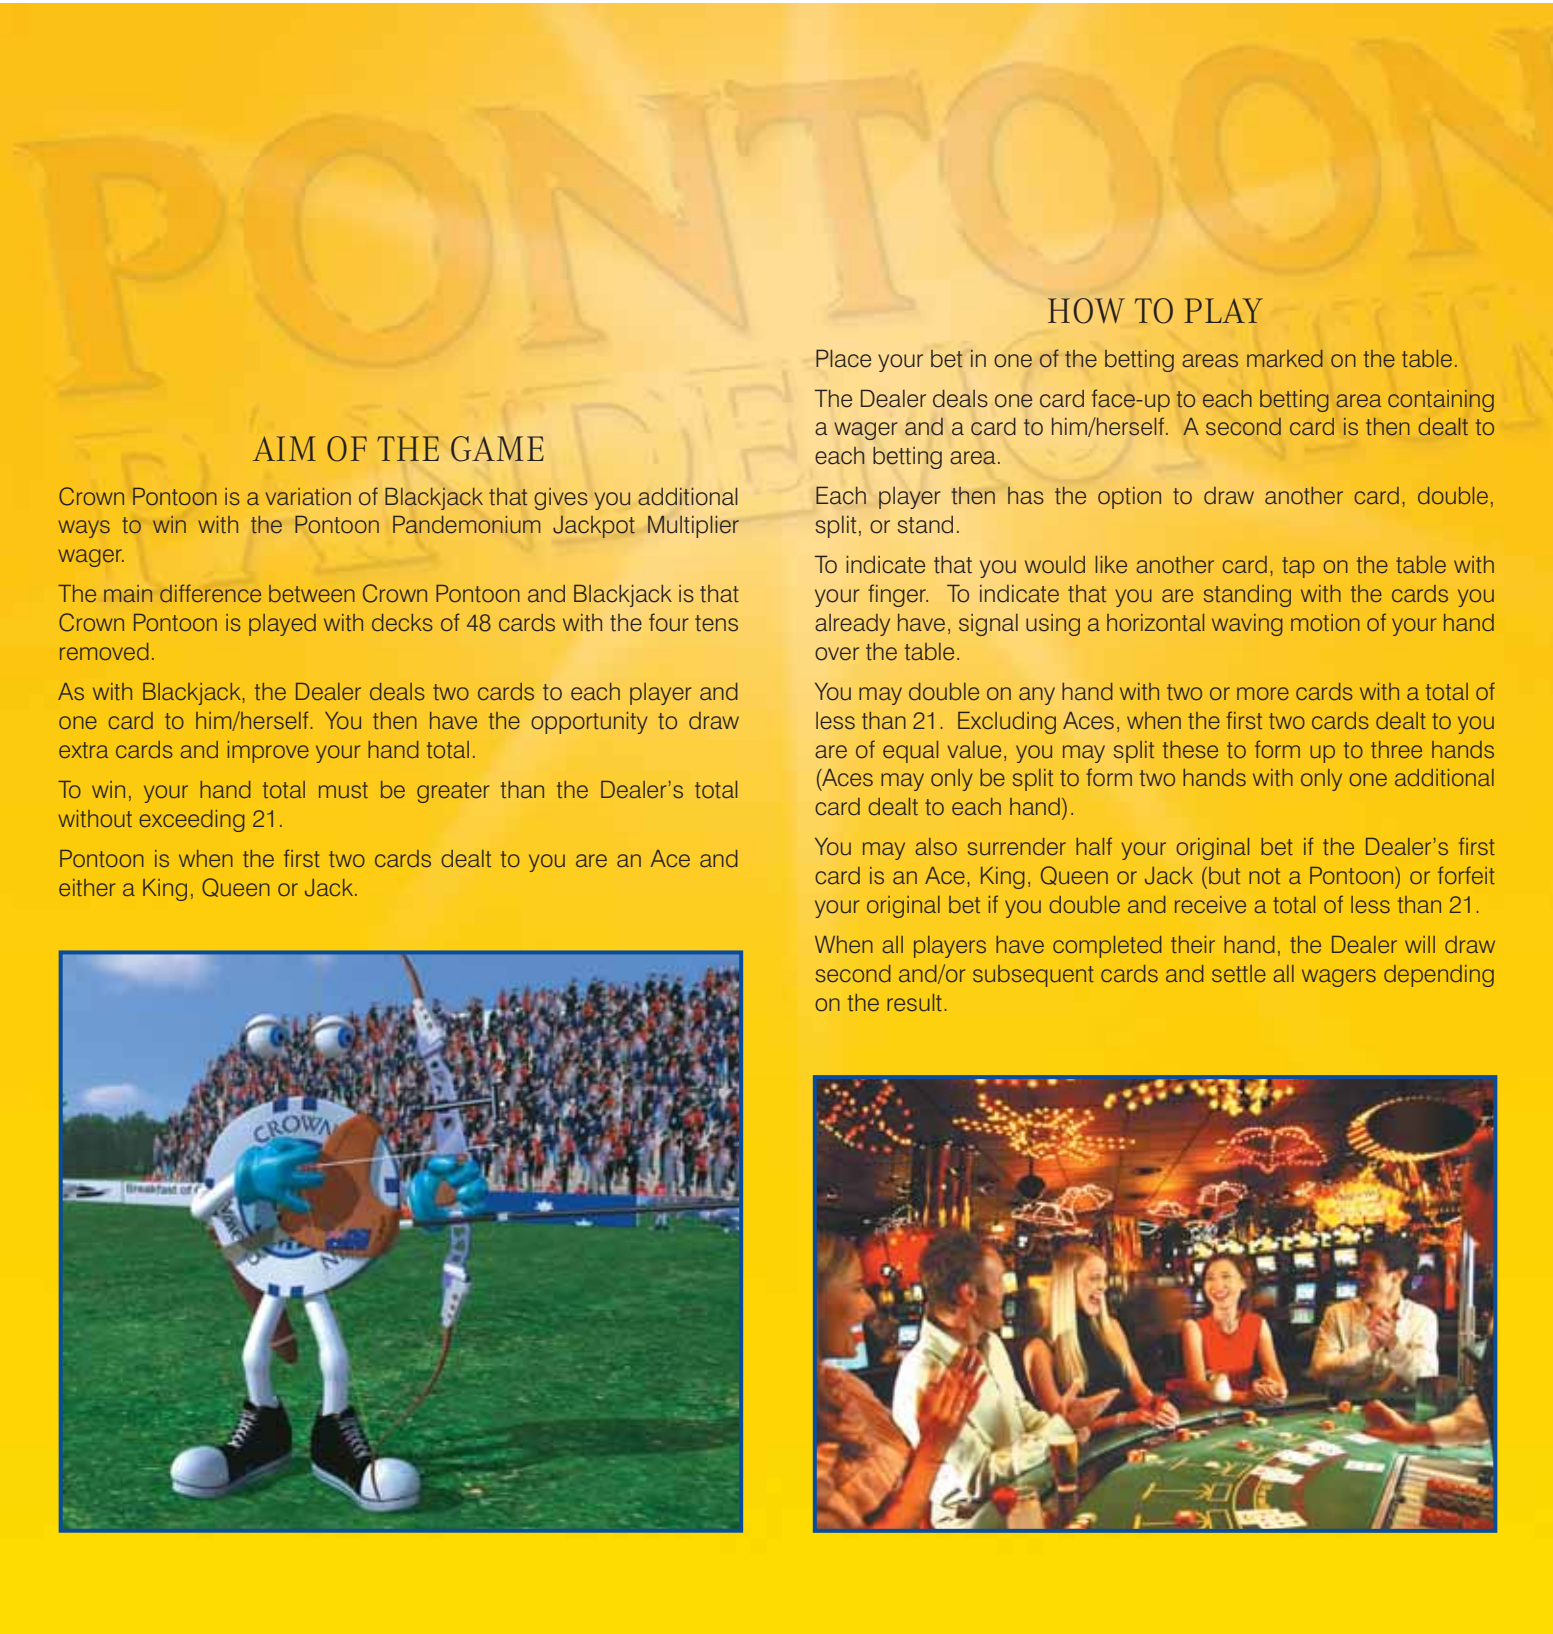 PONTOON
PANDEMONIUM
AIM OF THE GAME
Crown Pontoon is a variation of Blackjack that gives you additional
ways to win with the Pontoon Pandemonium Jackpot Multiplier
wager.
The main difference between Crown Pontoon and Blackjack is that
Crown Pontoon is played with decks of 48 cards with the four tens
removed.
As with Blackjack, the Dealer deals two cards to each player and
one card to him/herself. You then have the opportunity to draw
extra cards and improve your hand total.
To win, your hand total must be greater than the Dealer's total
without exceeding 21.
Pontoon is when the first two cards dealt to you are an Ace and
either a King, Queen or Jack.
CROWN
Breakfast of
HOW TO PLAY
Place your bet in one of the betting areas marked on the table.
The Dealer deals one card face-up to each betting area containing
a wager and a card to him/herself. A second card is then dealt to
each betting area.
Each player then has the option to draw another card, double,
split, or stand.
To indicate that you would like another card, tap on the table with
your finger. To indicate that you are standing with the cards you
already have, signal using a horizontal waving motion of your hand
over the table.
You may double on any hand with two or more cards with a total of
less than 21. Excluding Aces, when the first two cards dealt to you
are of equal value, you may split these to form up to three hands
(Aces may only be split to form two hands with only one additional
card dealt to each hand).
You may also surrender half your original bet if the Dealer's first
card is an Ace, King, Queen or Jack (but not a Pontoon) or forfeit
your original bet if you double and receive a total of less than 21.
When all players have completed their hand, the Dealer will draw
second and/or subsequent cards and settle all wagers depending
on the result.